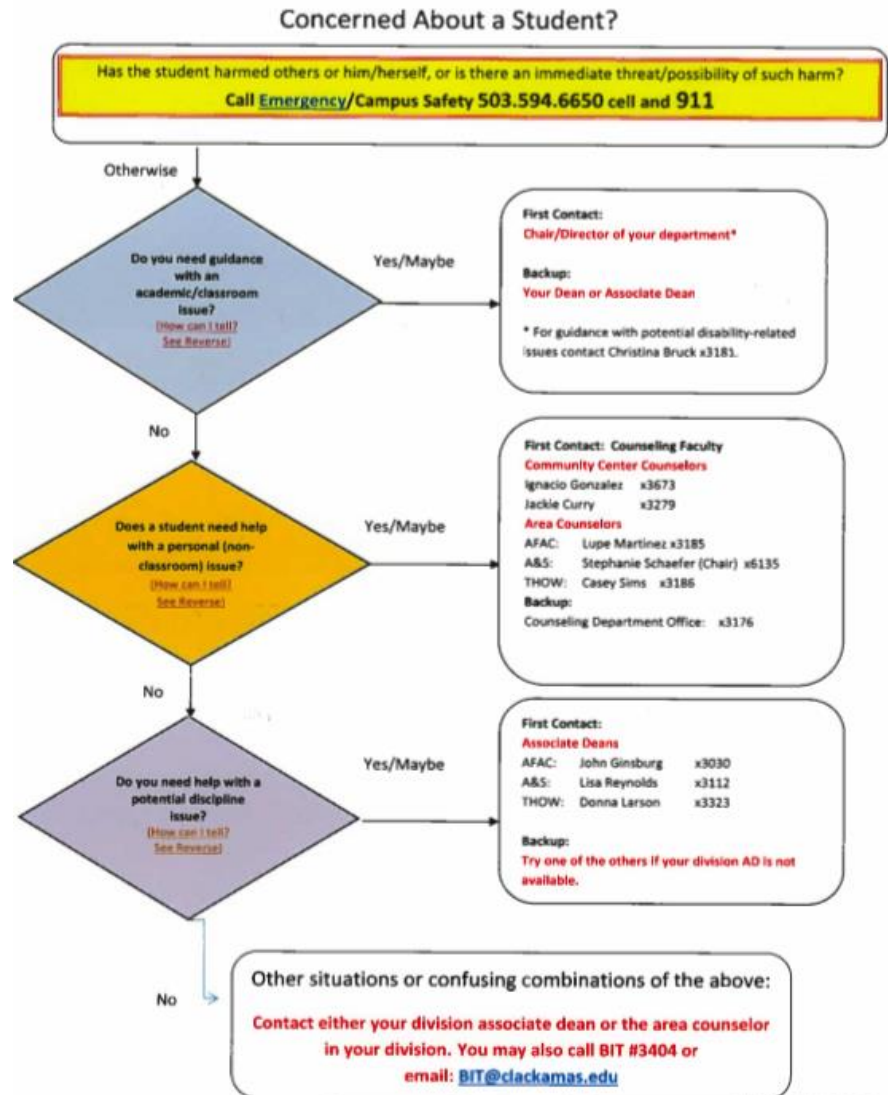 Concerned About a Student?
Has the student harmed others or him/herself, or is there an immediate threat/possibility of such harm?
Call Emergency/Campus Safety 503.594.6650 cell and 911
Otherwise
Do you need guidance
with an
academic/classroom
issue?
(How can I tell?
See Reverse)
Yes/Maybe
First Contact:
Chair/Director of your department*
Backup:
Your Dean or Associate Dean
* For guidance with potential disability-related
issues contact Christina Bruck x3181.
No
Does a student need help
with a personal (non-
classroom) issue?
(How can I tell?
See Reverse)
Yes/Maybe
First Contact: Counseling Faculty
Community Center Counselors
Ignacio Gonzalez x3673
Jackie Curry x3279
Area Counselors
AFAC: Lupe Martinez x3185
A&S: Stephanie Schaefer (Chair) x6135
THOW: Casey Sims x3186
Backup:
Counseling Department Office: x3176
No
Do you need help with a
potential discipline
issue?
(How can I tell?
See Reverse)
Yes/Maybe
First Contact:
Associate Deans
AFAC: John Ginsburg x3030
A&S: Lisa Reynolds x3112
THOW: Donna Larson x3323
Backup:
Try one of the others if your division AD is not
available.
No
Other situations or confusing combinations of the above:
Contact either your division associate dean or the area counselor
in your division. You may also call BIT #3404 or
email: BIT@clackamas.edu